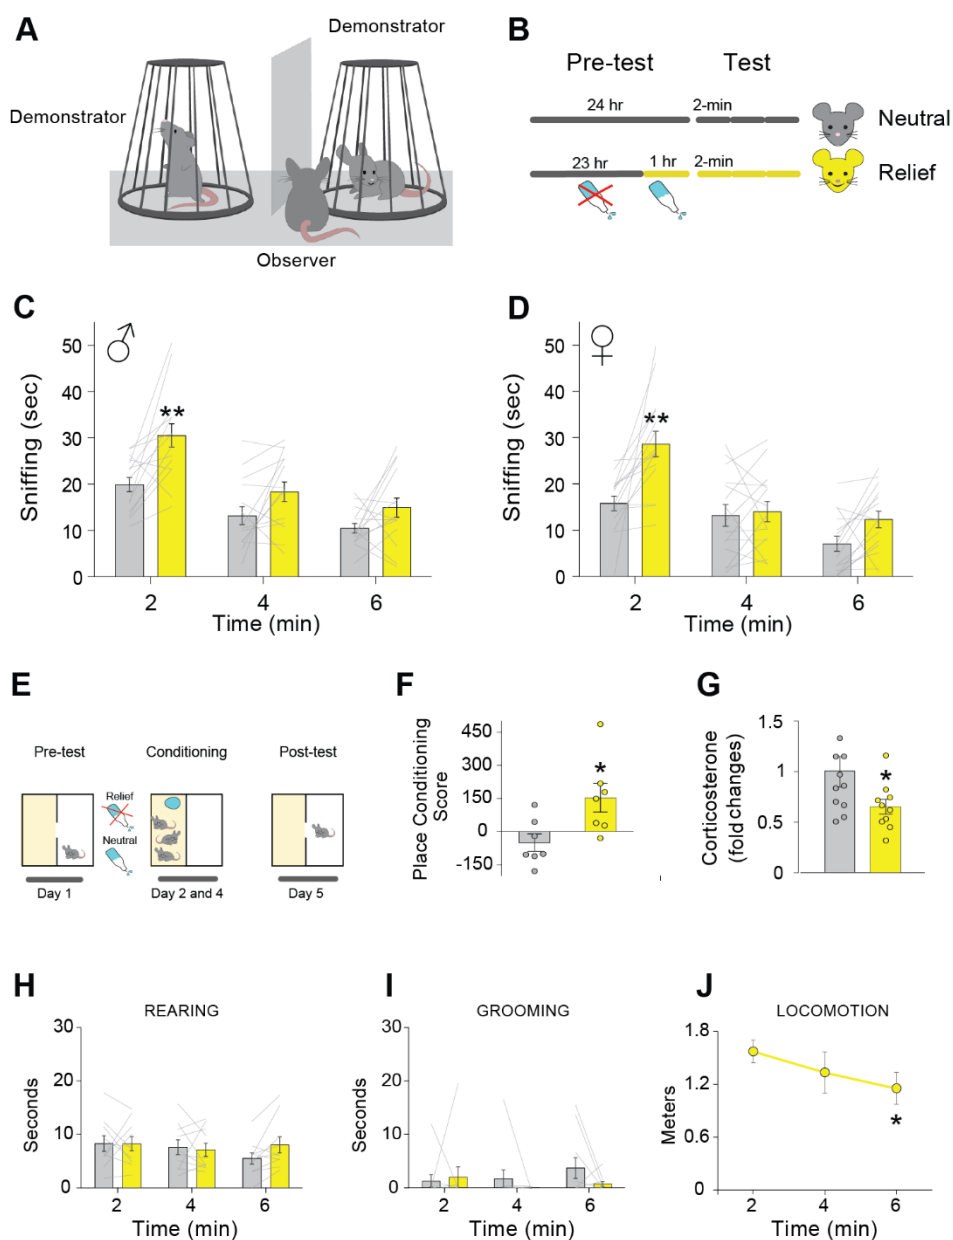 A
Demonstrator
Demonstrator
Observer
B
Pre-test
Test
24 hr
2-min
Neutral
23 hr
1 hr
2-min
Relief
C
Sniffing (sec)
50
40
30
20
10
0
**
2
4
6
Time (min)
D
Sniffing (sec)
50
40
30
20
10
0
**
2
4
6
Time (min)
E
Pre-test
Conditioning
Post-test
Relief
Neutral
Day 1
Day 2 and 4
Day 5
F
Place Conditioning
Score
450
300
150
0
-150
*
G
Corticosterone
(fold changes)
1.5
1
0.5
0
*
H
REARING
Seconds
30
20
10
0
2
4
6
Time (min)
I
GROOMING
Seconds
30
20
10
0
2
4
6
Time (min)
J
LOCOMOTION
Meters
1.8
1.2
0.6
0
*
2
4
6
Time (min)